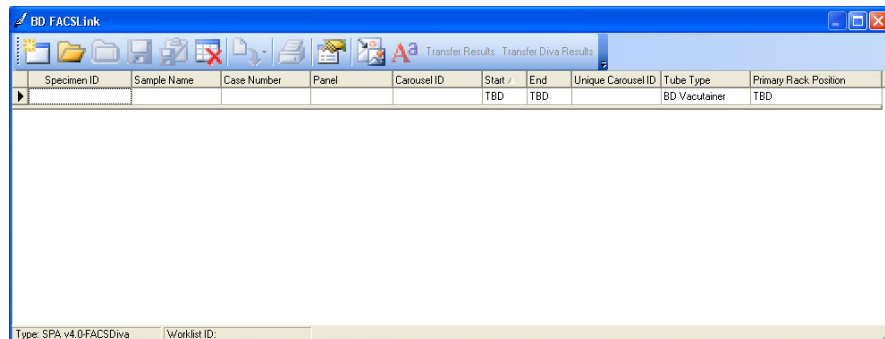 BD FACSLink
Aa Transfer Results Transfer Diva Results
Specimen ID Sample Name Case Number Panel Carousel ID Start End Unique Carousel ID Tube Type Primary Rack Position
TBD TBD BD Vacutainer TBD
Type: SPA v4.0-FACSDiva Worklist ID: